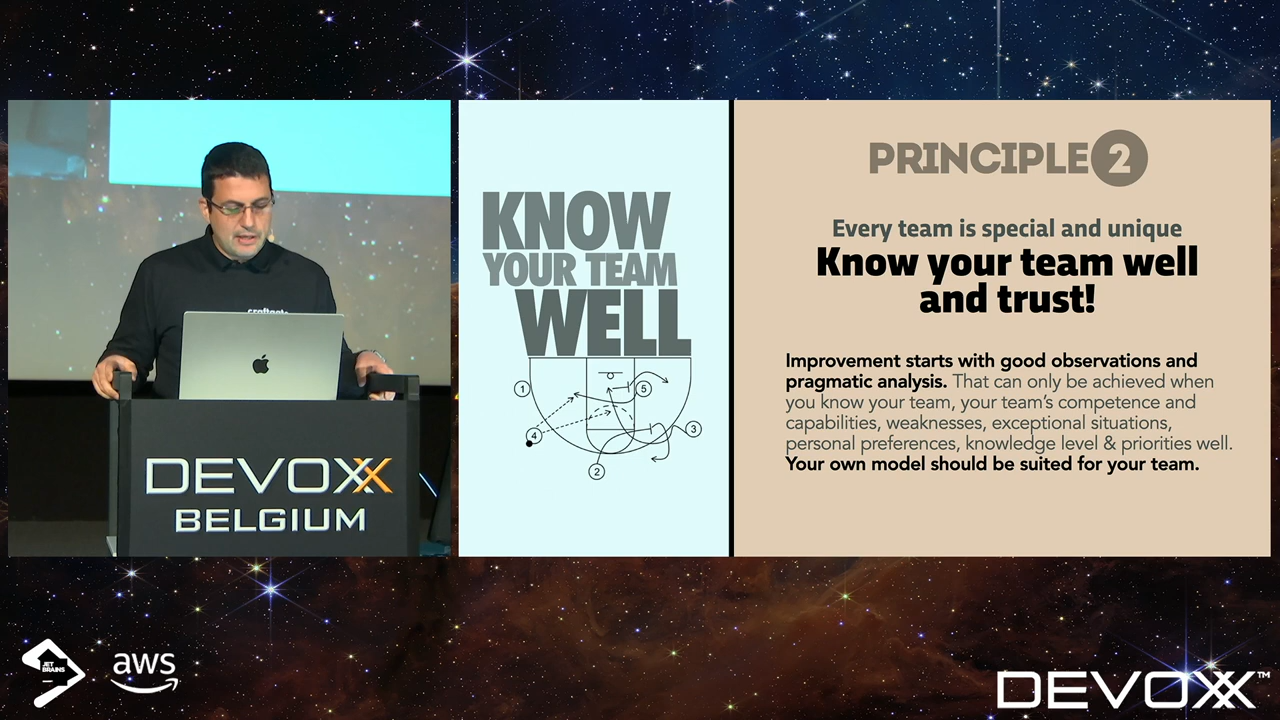 craftgate
DEVOXX
BELGIUM
KNOW
YOUR TEAM
WELL
1
5
4
3
2
PRINCIPLE 2
Every team is special and unique
Know your team well
and trust!
Improvement starts with good observations and
pragmatic analysis. That can only be achieved when
you know your team, your team's competence and
capabilities, weaknesses, exceptional situations,
personal preferences, knowledge level & priorities well.
Your own model should be suited for your team.
JET
BRAINS
aws
DEVOXX™